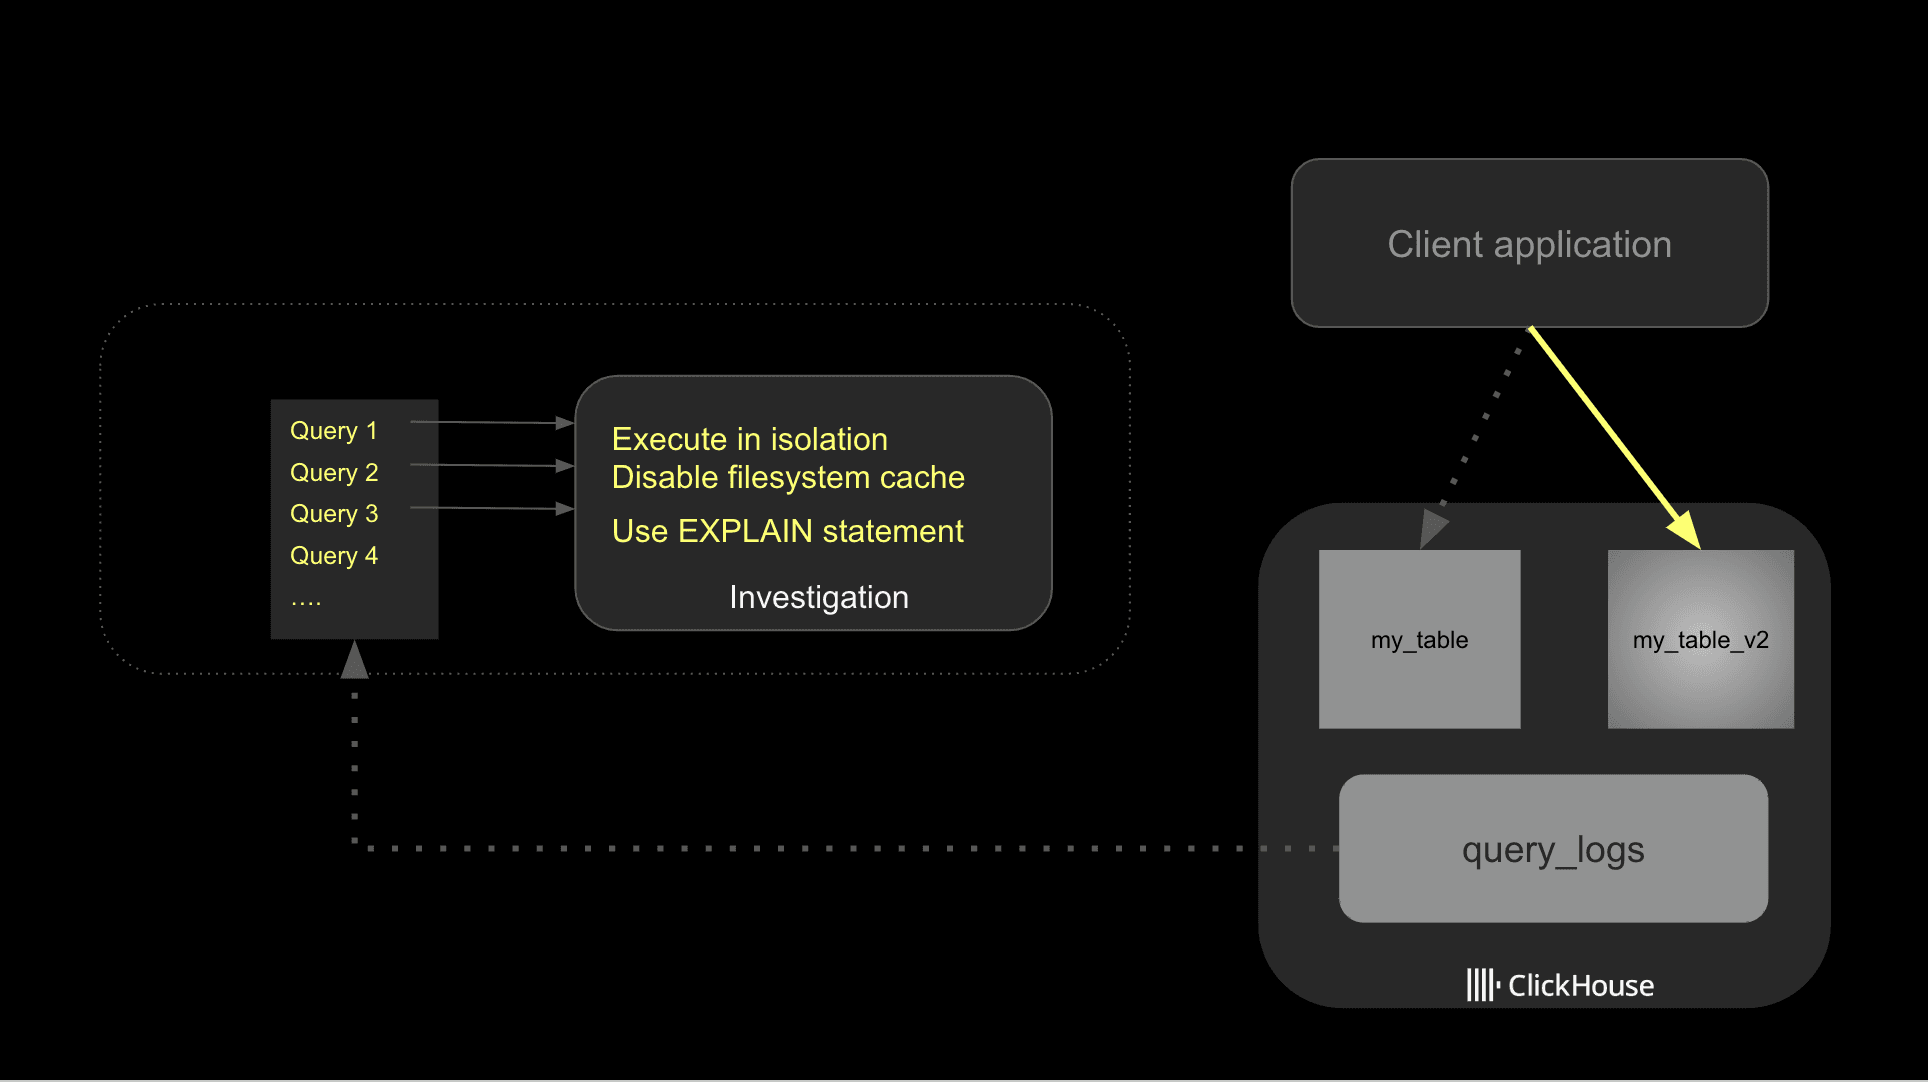 Client application
Query 1
Query 2
Query 3
Query 4
....
Execute in isolation
Disable filesystem cache
Use EXPLAIN statement
Investigation
my_table
my_table_v2
query_logs
ClickHouse